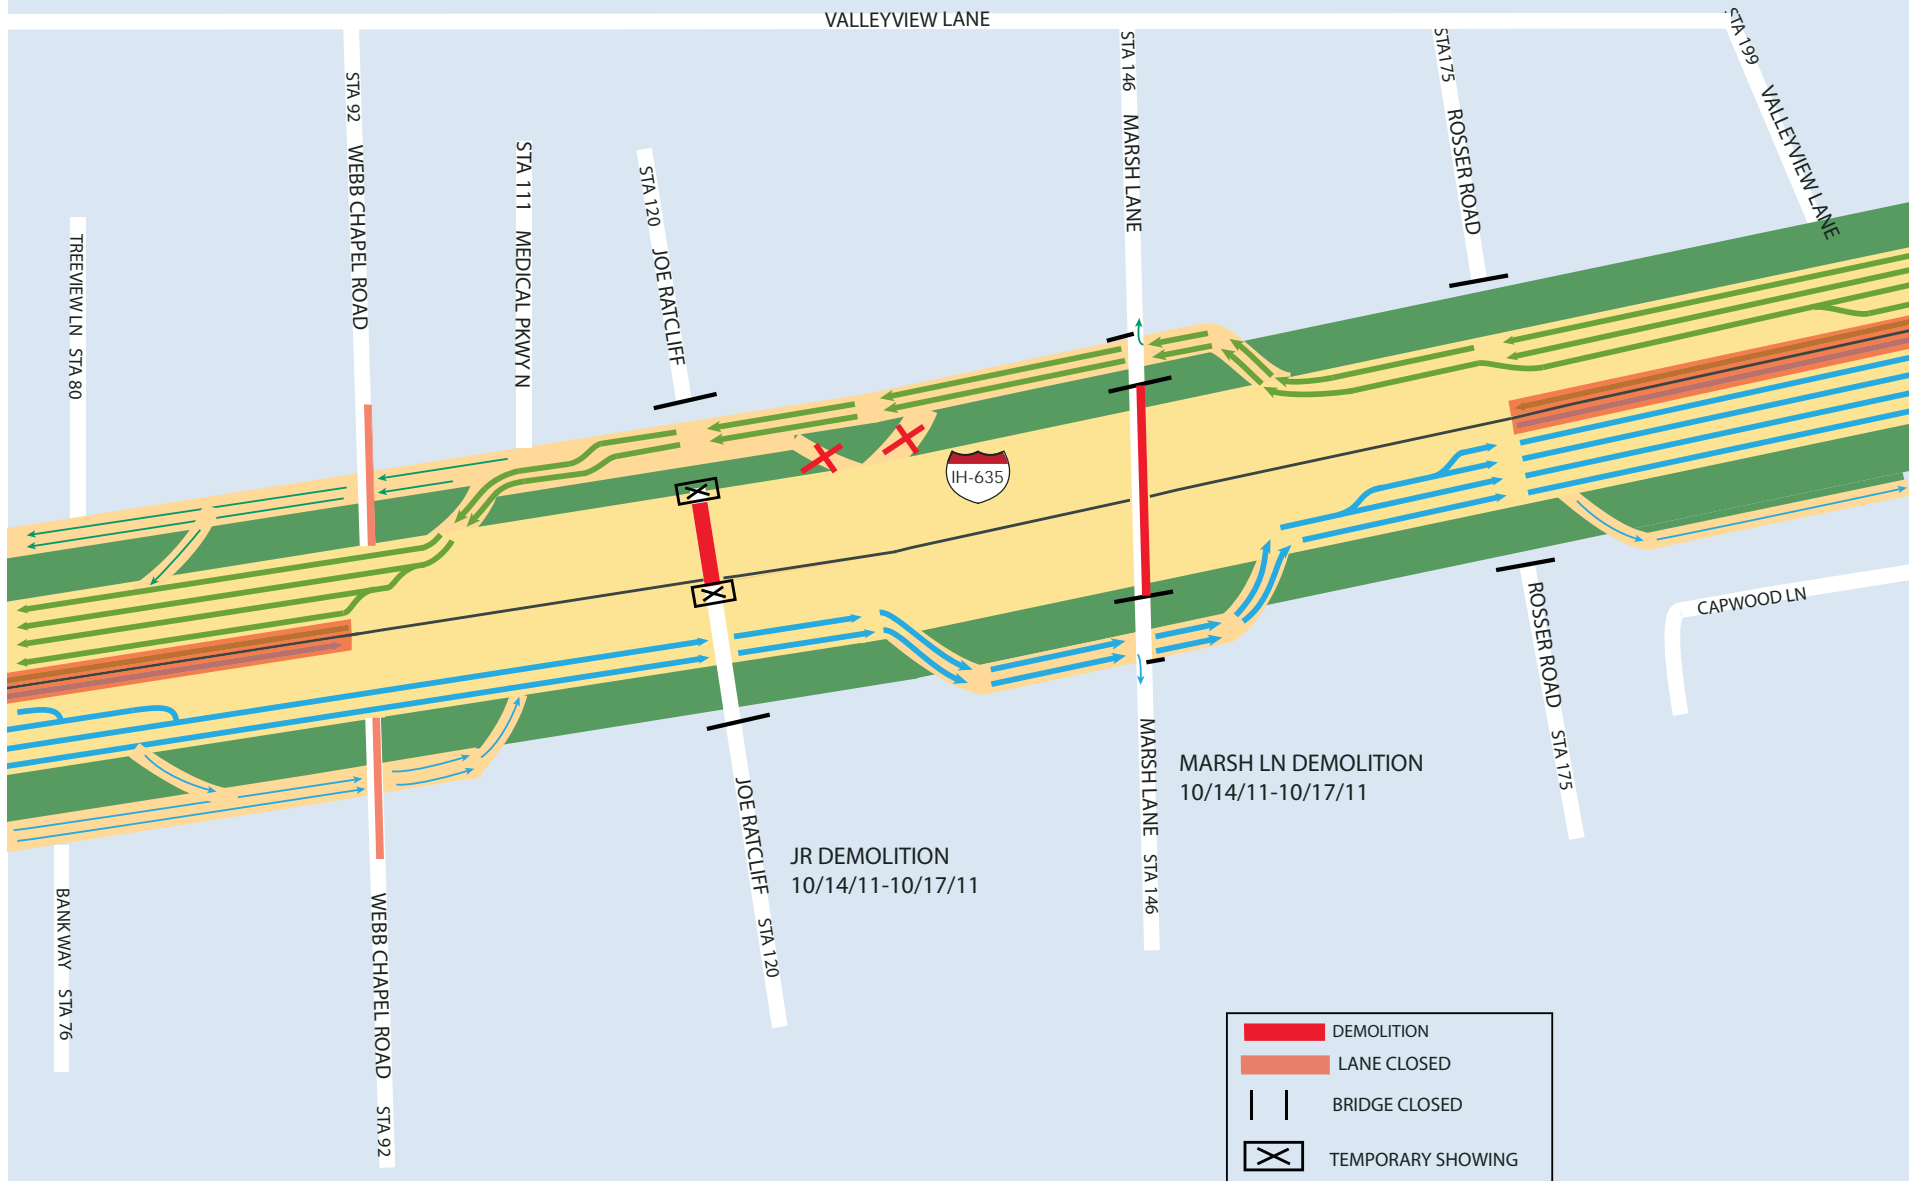 VALLEYVIEW LANE
STA 92 WEBB CHAPEL ROAD
STA 146 MARSH LANE
STA175 ROSSER ROAD
STA 199 VALLEYVIEW LANE
STA 111 MEDICAL PKWY N
STA 120 JOE RATCLIFF
TREEVIEW LN STA 80
IH-635
CAPWOOD LN
ROSSER ROAD STA 175
MARSH LANE STA 146
MARSH LN DEMOLITION
10/14/11-10/17/11
JOE RATCLIFF STA 120
JR DEMOLITION
10/14/11-10/17/11
BANK WAY STA 76
WEBB CHAPEL ROAD STA 92
DEMOLITION
LANE CLOSED
BRIDGE CLOSED
TEMPORARY SHOWING